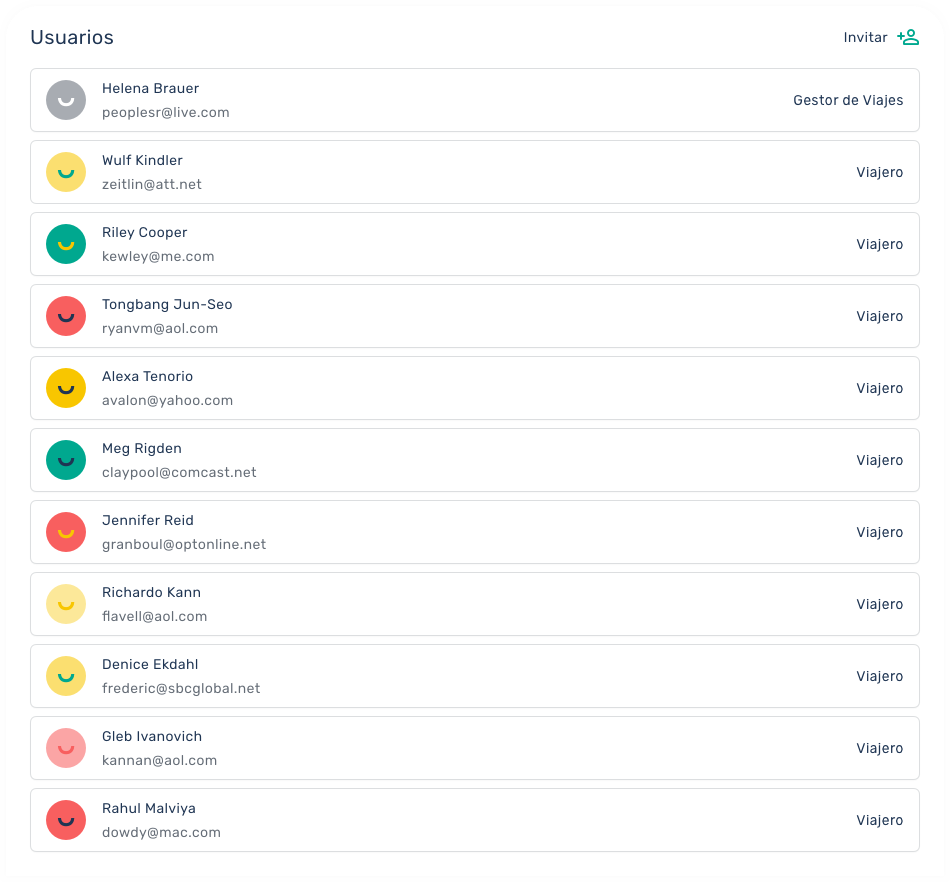 Usuarios
Invitar
Helena Brauer
peoplesr@live.com
Gestor de Viajes
Wulf Kindler
zeitlin@att.net
Viajero
Riley Cooper
kewley@me.com
Viajero
Tongbang Jun-Seo
ryanvm@aol.com
Viajero
Alexa Tenorio
avalon@yahoo.com
Viajero
Meg Rigden
claypool@comcast.net
Viajero
Jennifer Reid
granboul@optonline.net
Viajero
Richardo Kann
flavell@aol.com
Viajero
Denice Ekdahl
frederic@sbcglobal.net
Viajero
Gleb Ivanovich
kannan@aol.com
Viajero
Rahul Malviya
dowdy@mac.com
Viajero